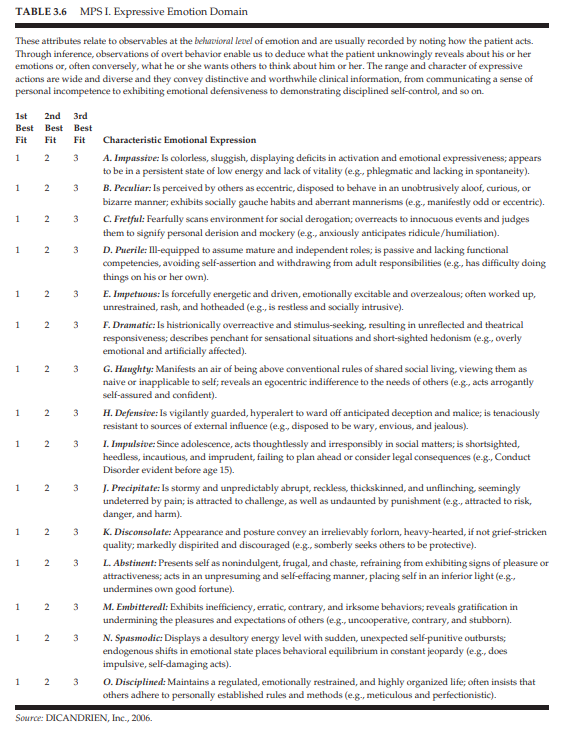 TABLE 3.6 MPS I. Expressive Emotion Domain
These attributes relate to observables at the behavioral level of emotion and are usually recorded by noting how the patient acts.
Through inference, observations of overt behavior enable us to deduce what the patient unknowingly reveals about his or her
emotions or, often conversely, what he or she wants others to think about him or her. The range and character of expressive
actions are wide and diverse and they convey distinctive and worthwhile clinical information, from communicating a sense of
personal incompetence to exhibiting emotional defensiveness to demonstrating disciplined self-control, and so on.
1st 2nd 3rd
Best Best Best
Fit Fit Fit Characteristic Emotional Expression
1 2 3 A. Impassive: Is colorless, sluggish, displaying deficits in activation and emotional expressiveness; appears
to be in a persistent state of low energy and lack of vitality (e.g., phlegmatic and lacking in spontaneity).
1 2 3 B. Peculiar: Is perceived by others as eccentric, disposed to behave in an unobtrusively aloof, curious, or
bizarre manner; exhibits socially gauche habits and aberrant mannerisms (e.g., manifestly odd or eccentric).
1 2 3 C. Fretful: Fearfully scans environment for social derogation; overreacts to innocuous events and judges
them to signify personal derision and mockery (e.g., anxiously anticipates ridicule/humiliation).
1 2 3 D. Puerile: Ill-equipped to assume mature and independent roles; is passive and lacking functional
competencies, avoiding self-assertion and withdrawing from adult responsibilities (e.g., has difficulty doing
things on his or her own).
1 2 3 E. Impetuous: Is forcefully energetic and driven, emotionally excitable and overzealous; often worked up,
unrestrained, rash, and hotheaded (e.g., is restless and socially intrusive).
1 2 3 F. Dramatic: Is histrionically overreactive and stimulus-seeking, resulting in unreflected and theatrical
responsiveness; describes penchant for sensational situations and short-sighted hedonism (e.g., overly
emotional and artificially affected).
1 2 3 G. Haughty: Manifests an air of being above conventional rules of shared social living, viewing them as
naive or inapplicable to self; reveals an egocentric indifference to the needs of others (e.g., acts arrogantly
self-assured and confident).
1 2 3 H. Defensive: Is vigilantly guarded, hyperalert to ward off anticipated deception and malice; is tenaciously
resistant to sources of external influence (e.g., disposed to be wary, envious, and jealous).
1 2 3 I. Impulsive: Since adolescence, acts thoughtlessly and irresponsibly in social matters; is shortsighted,
heedless, incautious, and imprudent, failing to plan ahead or consider legal consequences (e.g., Conduct
Disorder evident before age 15).
1 2 3 J. Precipitate: Is stormy and unpredictably abrupt, reckless, thickskinned, and unflinching, seemingly
undeterred by pain; is attracted to challenge, as well as undaunted by punishment (e.g., attracted to risk,
danger, and harm).
1 2 3 K. Disconsolate: Appearance and posture convey an irrelievably forlorn, heavy-hearted, if not grief-stricken
quality; markedly dispirited and discouraged (e.g., somberly seeks others to be protective).
1 2 3 L. Abstinent: Presents self as nonindulgent, frugal, and chaste, refraining from exhibiting signs of pleasure or
attractiveness; acts in an unpresuming and self-effacing manner, placing self in an inferior light (e.g.,
undermines own good fortune).
1 2 3 M. Embitteredl: Exhibits inefficiency, erratic, contrary, and irksome behaviors; reveals gratification in
undermining the pleasures and expectations of others (e.g., uncooperative, contrary, and stubborn).
1 2 3 N. Spasmodic: Displays a desultory energy level with sudden, unexpected self-punitive outbursts;
endogenous shifts in emotional state places behavioral equilibrium in constant jeopardy (e.g., does
impulsive, self-damaging acts).
1 2 3 O. Disciplined: Maintains a regulated, emotionally restrained, and highly organized life; often insists that
others adhere to personally established rules and methods (e.g., meticulous and perfectionistic).
Source: DICANDRIEN, Inc., 2006.